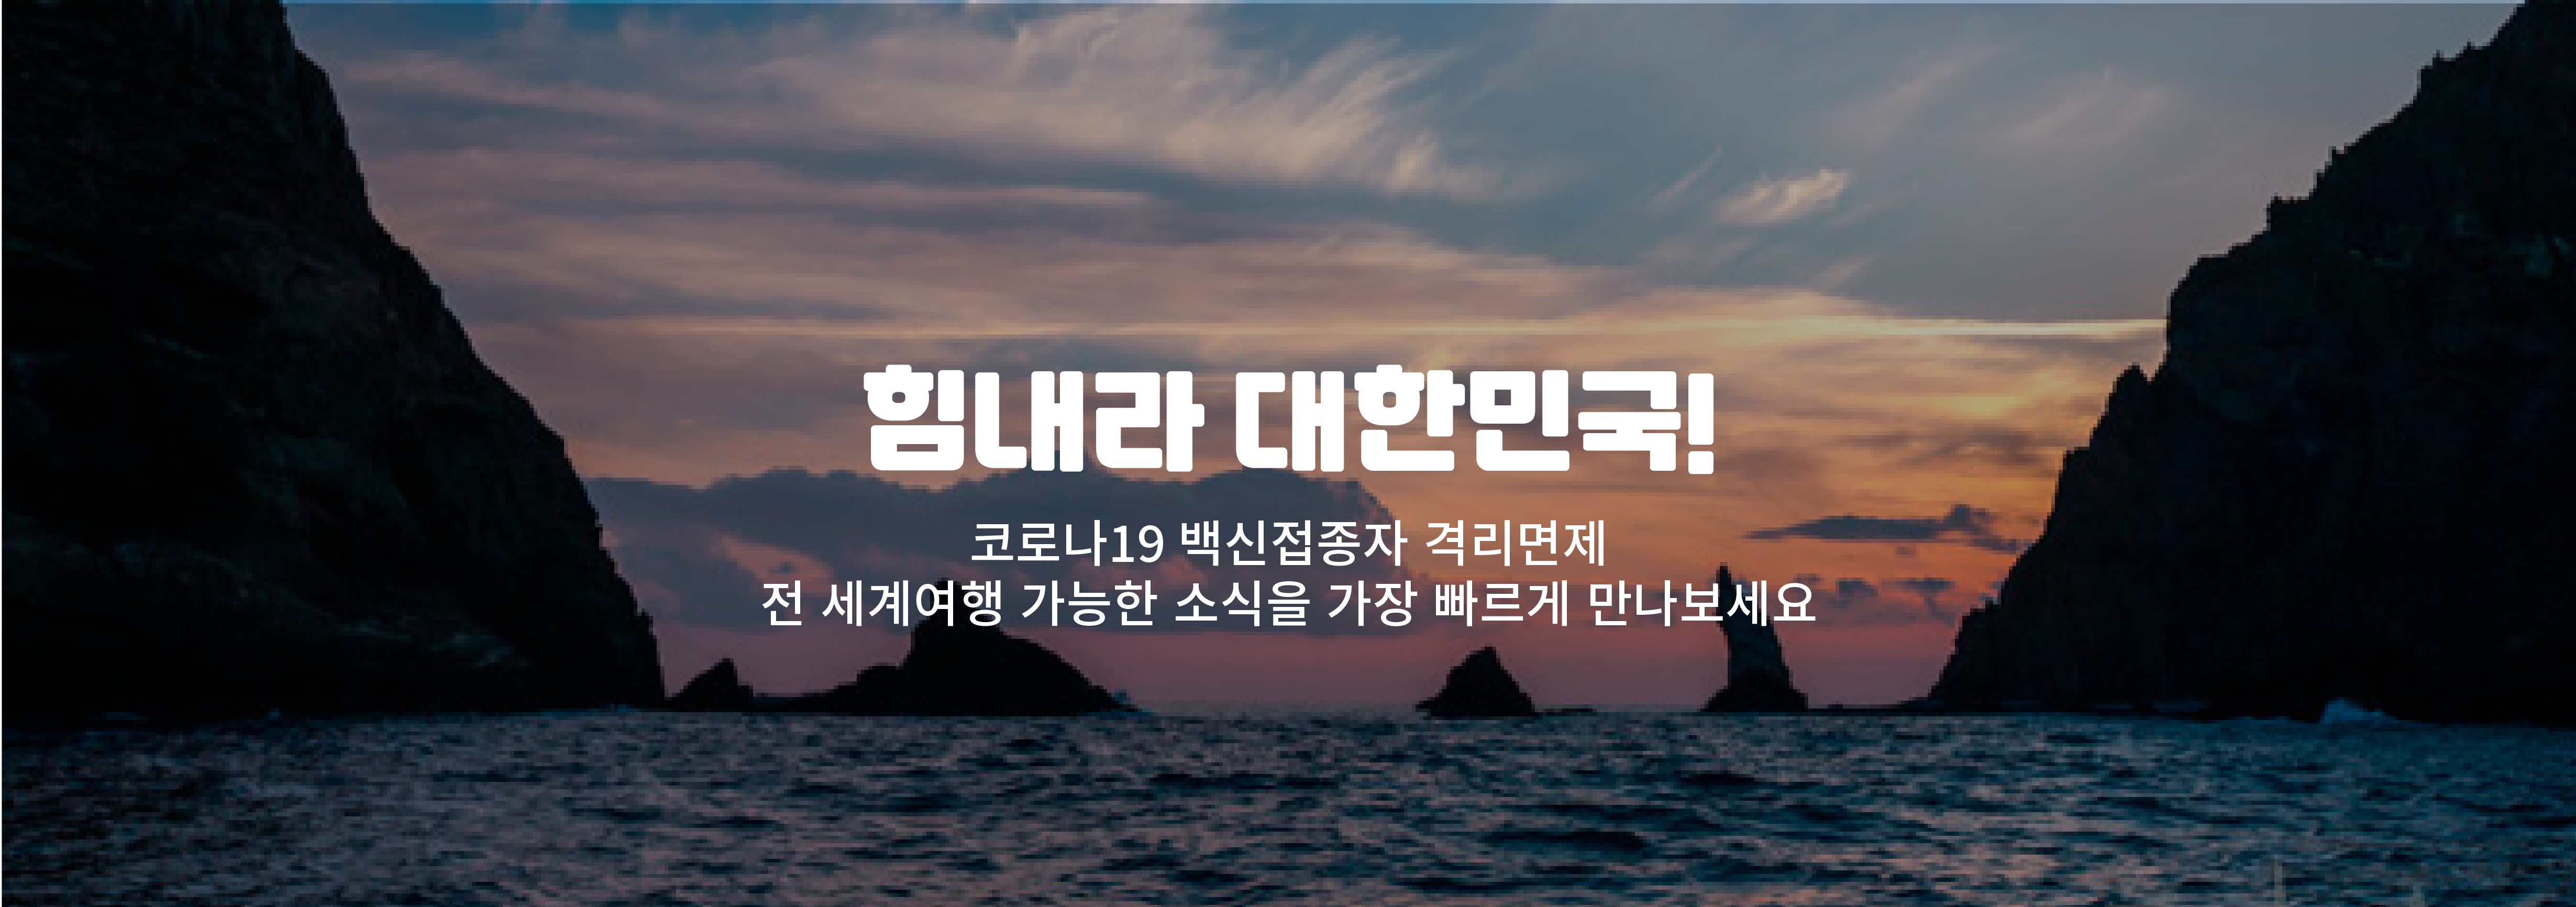 힘내라 대한민국!
코로나19 백신접종자 격리면제
전 세계여행 가능한 소식을 가장 빠르게 만나보세요